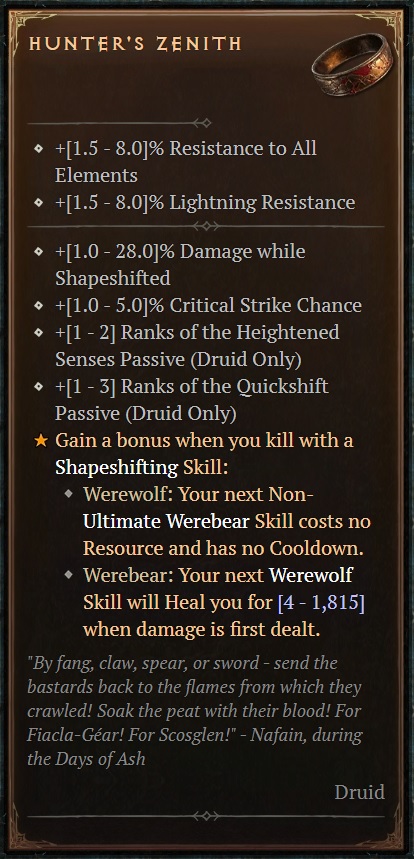 HUNTER'S ZENITH
+[1.5 - 8.0]% Resistance to All
Elements
+[1.5 - 8.0]% Lightning Resistance
+[1.0 - 28.0]% Damage while
Shapeshifted
+[1.0 - 5.0]% Critical Strike Chance
+[1 - 2] Ranks of the Heightened
Senses Passive (Druid Only)
+[1 - 3] Ranks of the Quickshift
Passive (Druid Only)
Gain a bonus when you kill with a
Shapeshifting Skill:
Werewolf: Your next Non-
Ultimate Werebear Skill costs no
Resource and has no Cooldown.
Werebear: Your next Werewolf
Skill will Heal you for [4 - 1,815]
when damage is first dealt.
"By fang, claw, spear, or sword - send the
bastards back to the flames from which they
crawled! Soak the peat with their blood! For
Fiacla-Géar! For Scosglen!" - Nafain, during
the Days of Ash
Druid